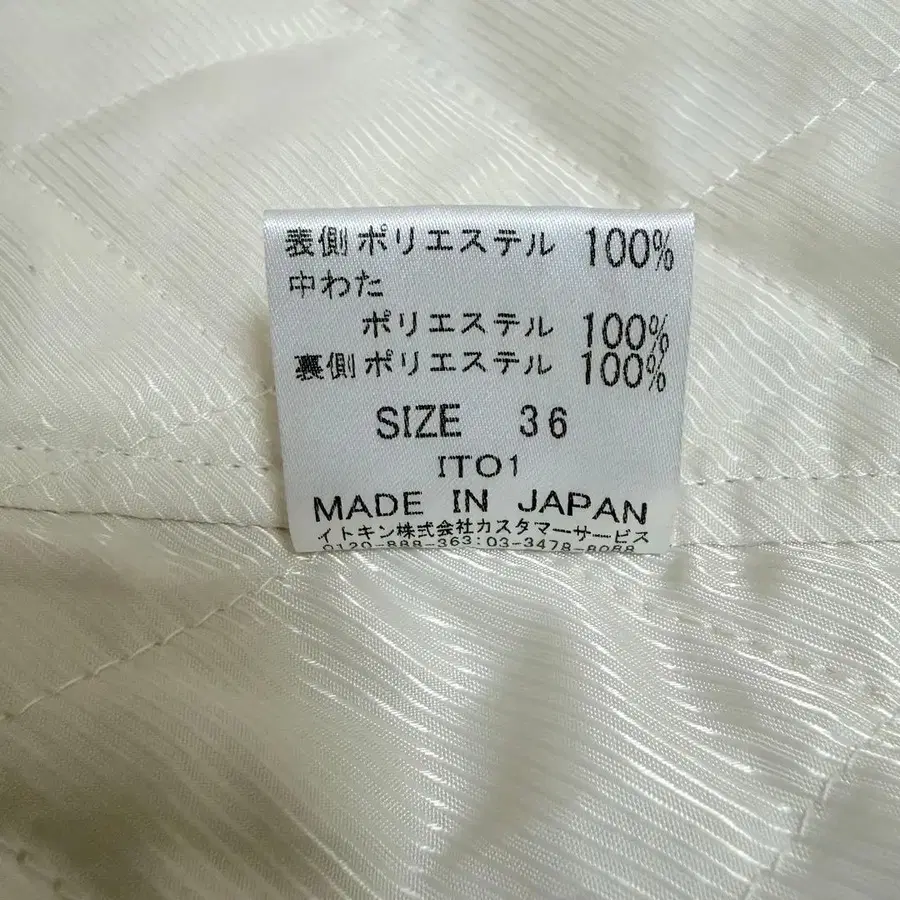 表側ポリエステル 100%
中わた
ポリエステル 100%
裏側ポリエステル 100%
SIZE 36
IT01
MADE IN JAPAN
イトキン株式会社カスタマーサービス
0120-888-363:03-3478-8088